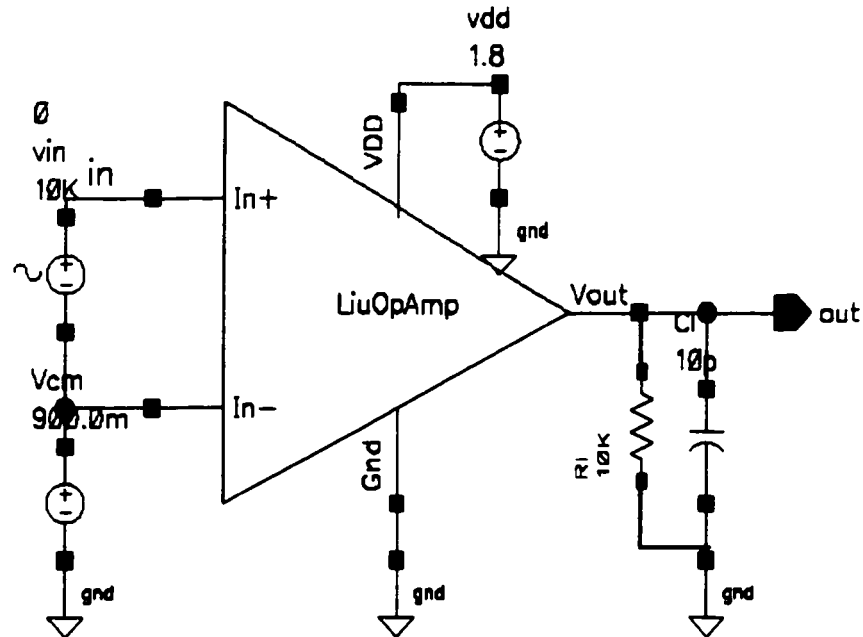 vdd
1.8
0
vin
10K
in
VDD
In+
gnd
LiuOpAmp
Vout
Cl
10p
out
Vcm
900.0m
In-
Gnd
Rl
10K
gnd
gnd
gnd